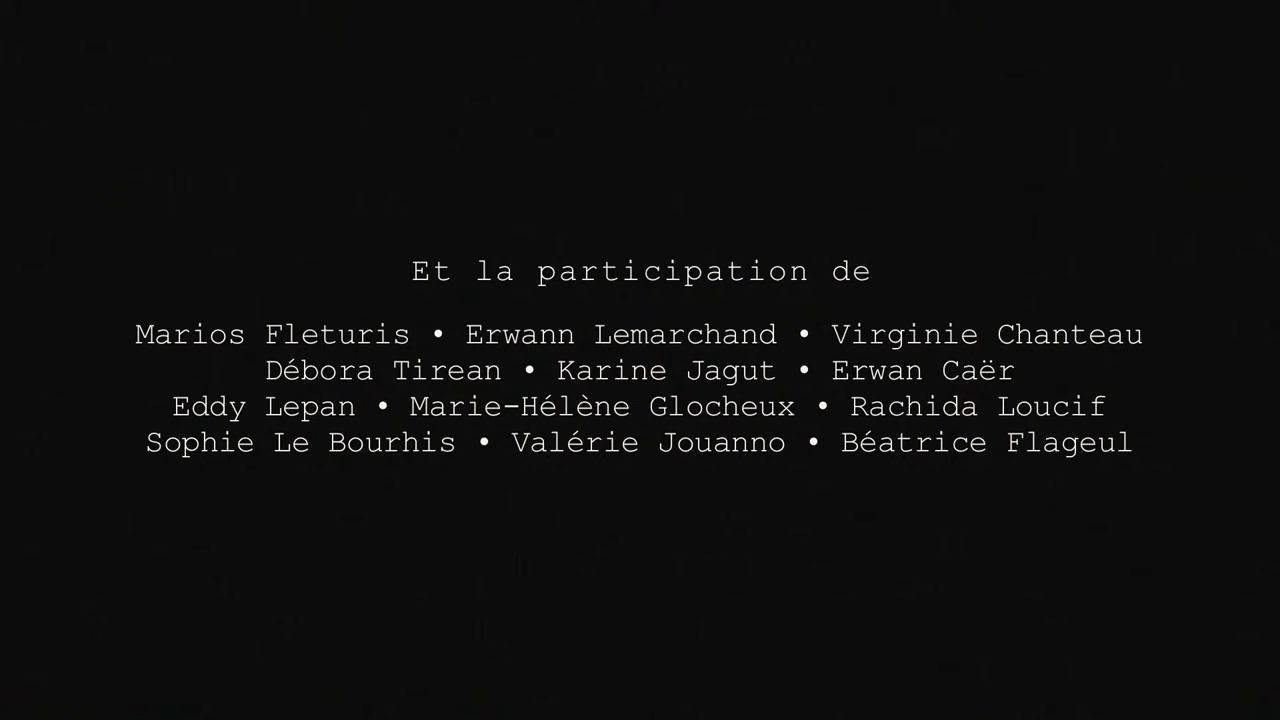 Et la participation de
Marios Fleturis • Erwann Lemarchand • Virginie Chanteau
Débora Tirean • Karine Jagut • Erwan Caër
Eddy Lepan • Marie-Hélène Glocheux • Rachida Loucif
Sophie Le Bourhis • Valérie Jouanno • Béatrice Flageul